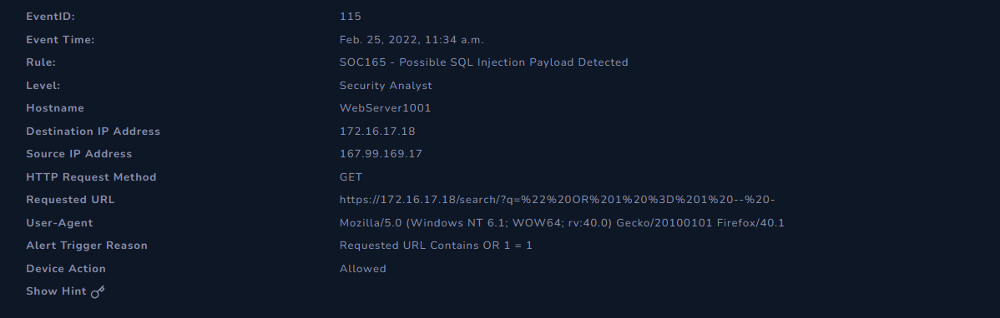 EventID: 115
Event Time: Feb. 25, 2022, 11:34 a.m.
Rule: SOC165 - Possible SQL Injection Payload Detected
Level: Security Analyst
Hostname WebServer1001
Destination IP Address 172.16.17.18
Source IP Address 167.99.169.17
HTTP Request Method GET
Requested URL https://172.16.17.18/search/?q=%22%20OR%201%20%3D%201%20--%20-
User-Agent Mozilla/5.0 (Windows NT 6.1; WOW64; rv:40.0) Gecko/20100101 Firefox/40.1
Alert Trigger Reason Requested URL Contains OR 1 = 1
Device Action Allowed
Show Hint